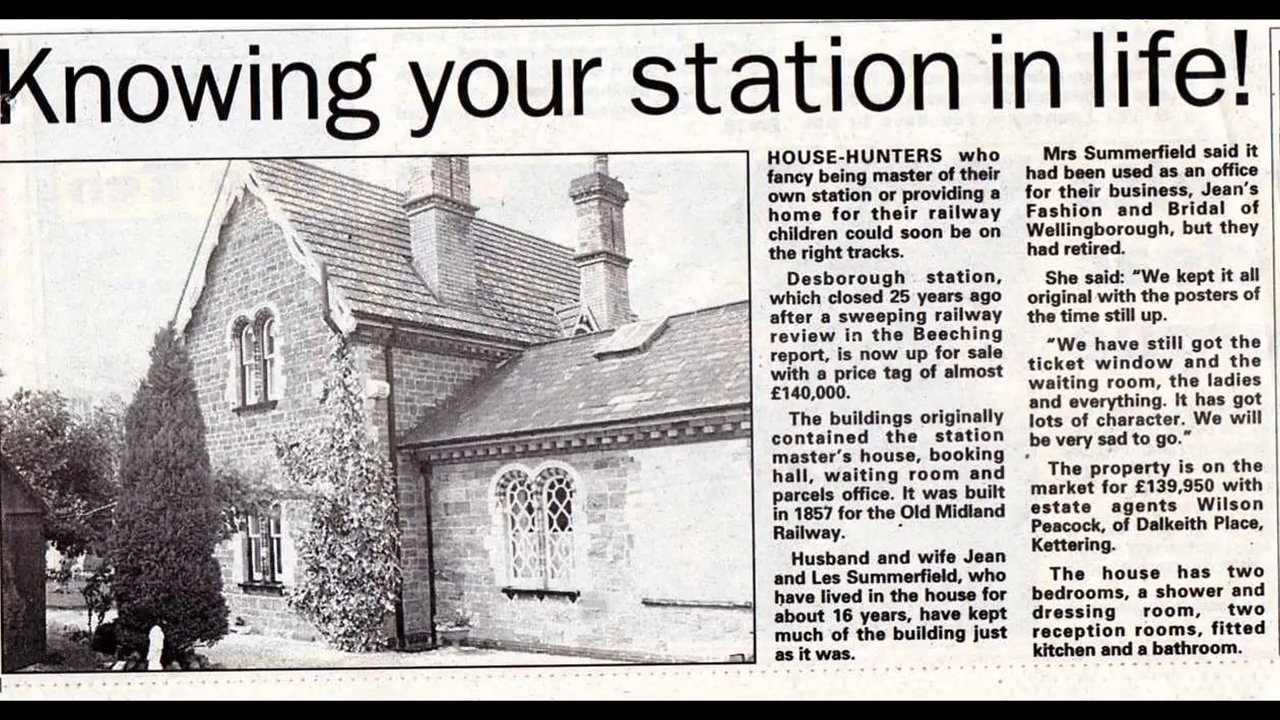 Knowing your station in life!
HOUSE-HUNTERS who
fancy being master of their
own station or providing a
home for their railway
children could soon be on
the right tracks.
Desborough station,
which closed 25 years ago
after a sweeping railway
review in the Beeching
report, is now up for sale
with a price tag of almost
£140,000.
The buildings originally
contained the station
master's house, booking
hall, waiting room and
parcels office. It was built
in 1857 for the Old Midland
Railway.
Husband and wife Jean
and Les Summerfield, who
have lived in the house for
about 16 years, have kept
much of the building just
as it was.
Mrs Summerfield said it
had been used as an office
for their business, Jean's
Fashion and Bridal of
Wellingborough, but they
had retired.
She said: "We kept it all
original with the posters of
the time still up.
"We have still got the
ticket window and the
waiting room, the ladies
and everything. It has got
lots of character. We will
be very sad to go."
The property is on the
market for £139,950 with
estate agents Wilson
Peacock, of Dalkeith Place,
Kettering.
The house has two
bedrooms, a shower and
dressing room, two
reception rooms, fitted
kitchen and a bathroom.